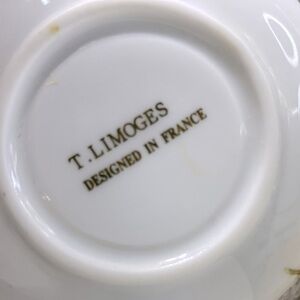 T. LIMOGES
DESIGNED IN FRANCE